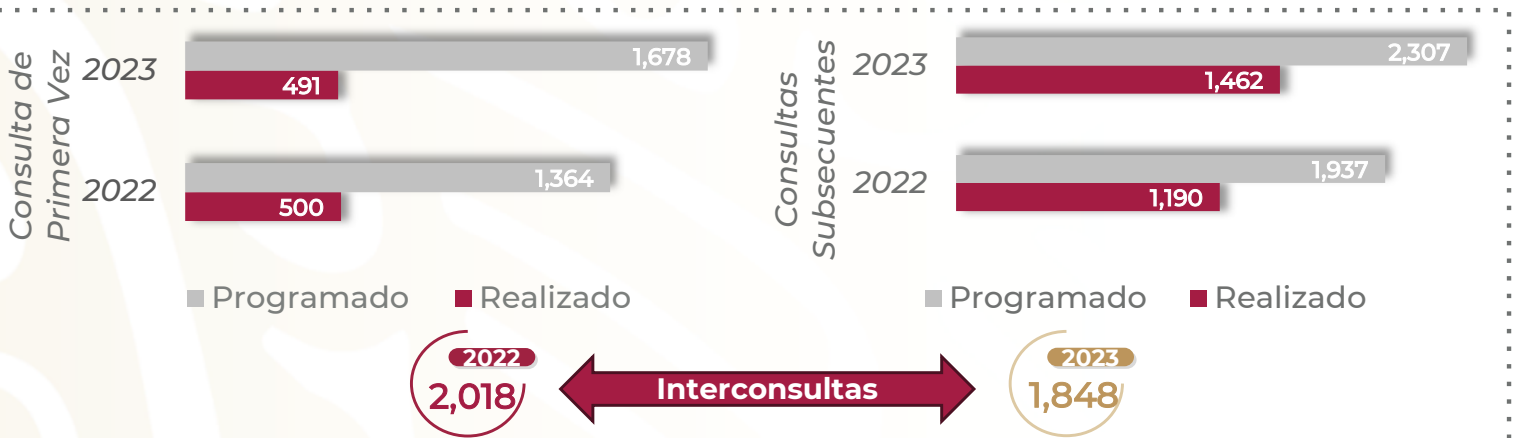 Consulta de
Primera Vez
2023
1,678
491
2022
1,364
500
Programado
Realizado
Consultas
Subsecuentes
2023
2,307
1,462
2022
1,937
1,190
Programado
Realizado
2022
2,018
Interconsultas
2023
1,848